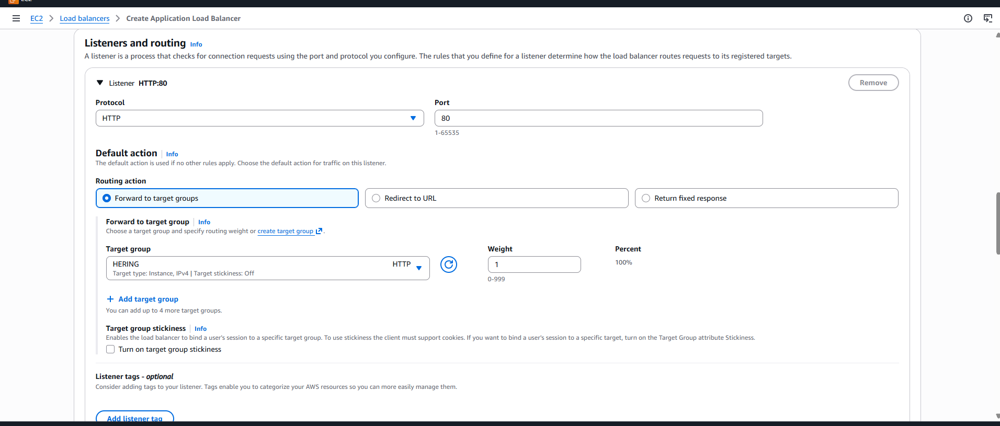 EC2
EC2 > Load balancers > Create Application Load Balancer
Listeners and routing Info
A listener is a process that checks for connection requests using the port and protocol you configure. The rules that you define for a listener determine how the load balancer routes requests to its registered targets.
Listener HTTP:80
Remove
Protocol
Port
HTTP
80
1-65535
Default action Info
The default action is used if no other rules apply. Choose the default action for traffic on this listener.
Routing action
Forward to target groups
Redirect to URL
Return fixed response
Forward to target group Info
Choose a target group and specify routing weight or create target group .
Target group
Weight
Percent
HERING
HTTP
Target type: Instance, IPv4 | Target stickiness: Off
1
100%
0-999
+ Add target group
You can add up to 4 more target groups.
Target group stickiness Info
Enables the load balancer to bind a user's session to a specific target group. To use stickiness the client must support cookies. If you want to bind a user's session to a specific target, turn on the Target Group attribute Stickiness.
Turn on target group stickiness
Listener tags - optional
Consider adding tags to your listener. Tags enable you to categorize your AWS resources so you can more easily manage them.
Add listener tag